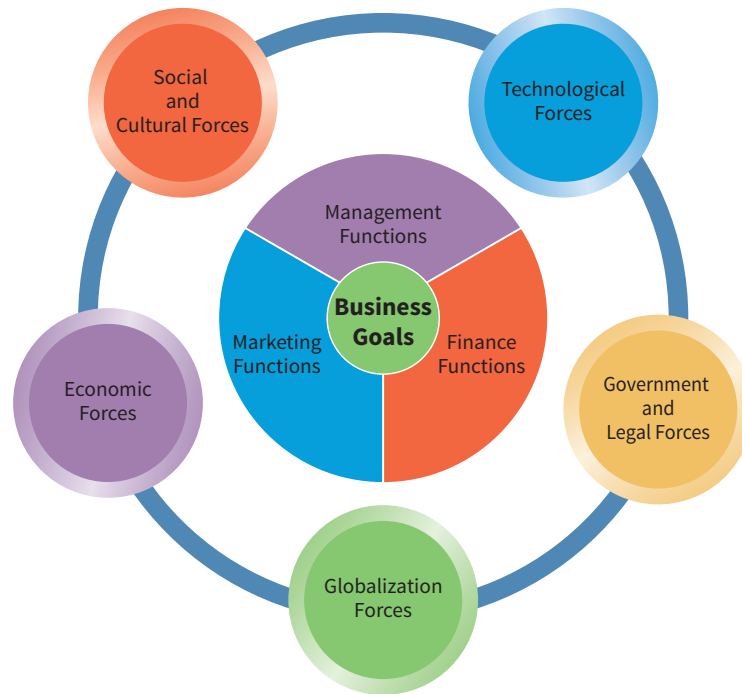 Social
and
Cultural Forces
Technological
Forces
Management
Functions
Business
Goals
Marketing
Functions
Finance
Functions
Economic
Forces
Government
and
Legal Forces
Globalization
Forces